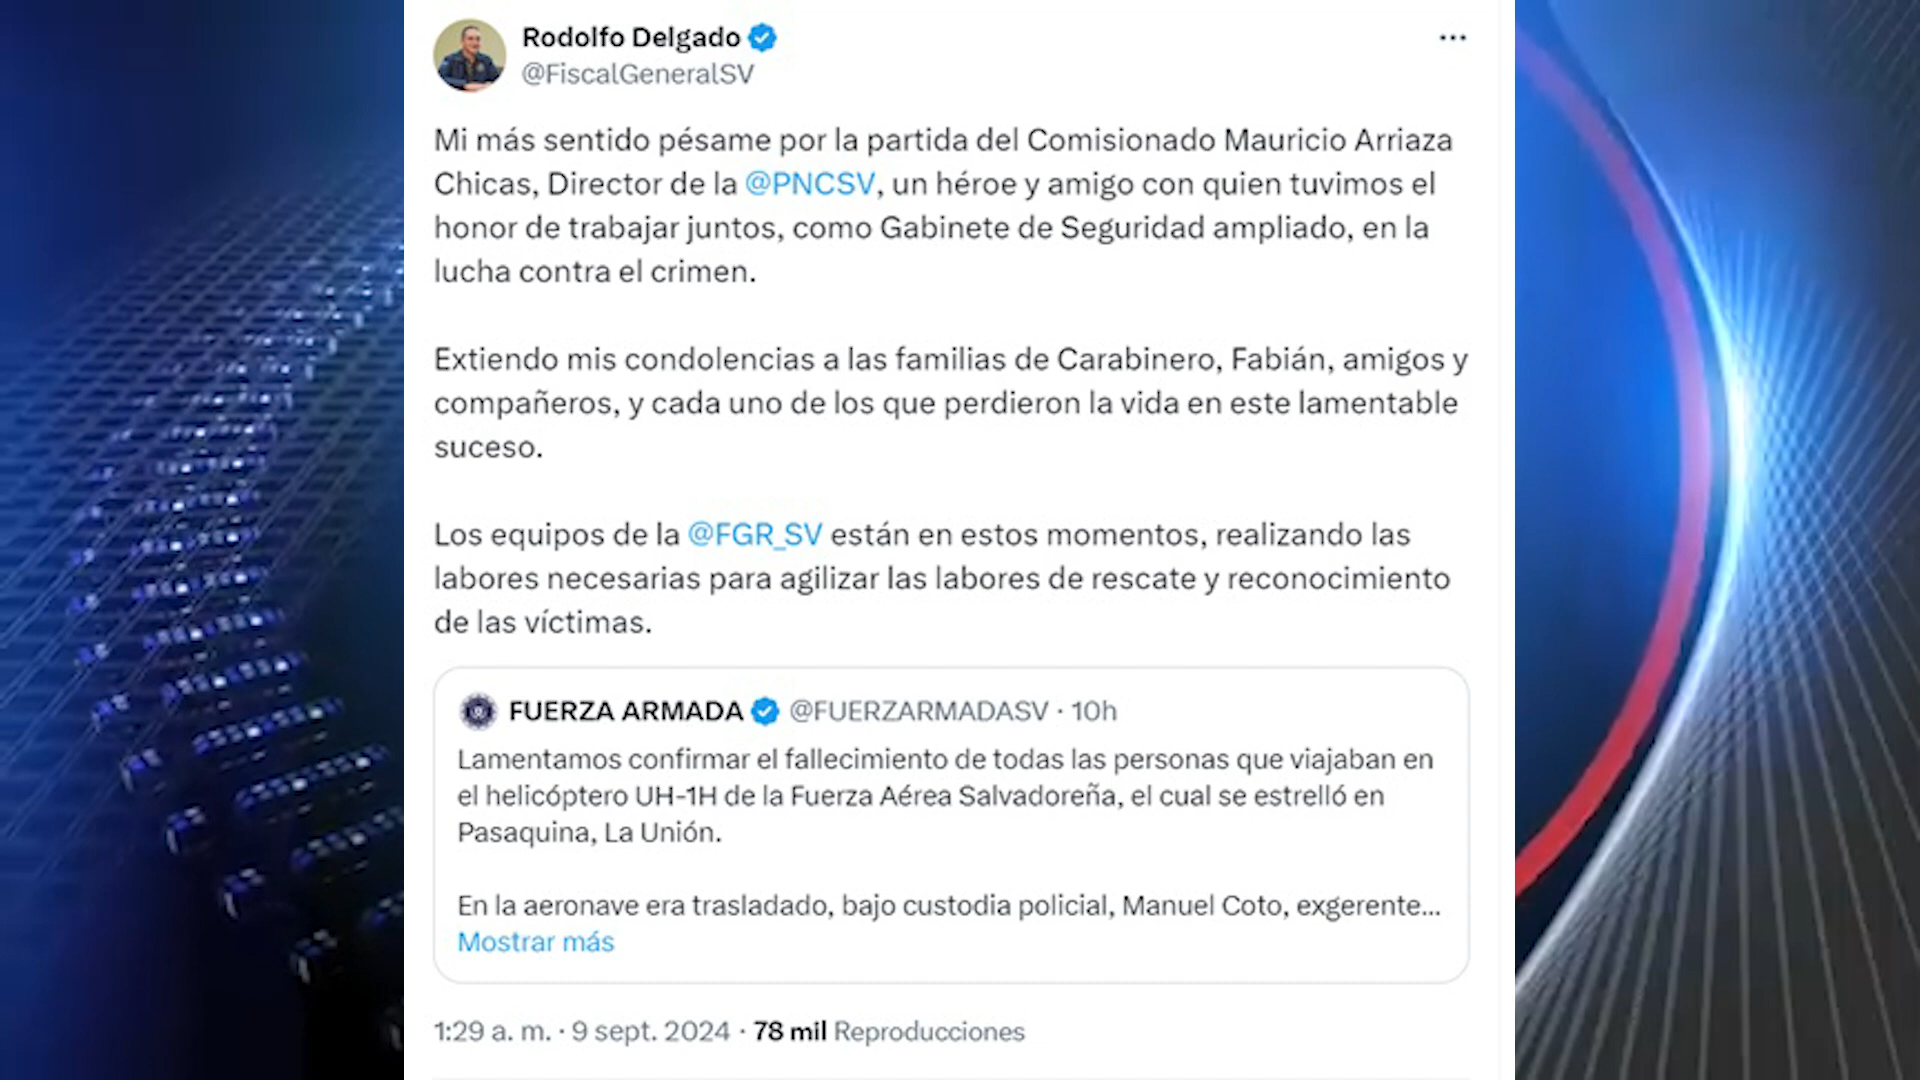 Rodolfo Delgado
@FiscalGeneralSV
Mi más sentido pésame por la partida del Comisionado Mauricio Arriaza
Chicas, Director de la @PNCSV, un héroe y amigo con quien tuvimos el
honor de trabajar juntos, como Gabinete de Seguridad ampliado, en la
lucha contra el crimen.
Extiendo mis condolencias a las familias de Carabinero, Fabián, amigos y
compañeros, y cada uno de los que perdieron la vida en este lamentable
suceso.
Los equipos de la @FGR_SV están en estos momentos, realizando las
labores necesarias para agilizar las labores de rescate y reconocimiento
de las víctimas.
FUERZA ARMADA @FUERZARMADASV · 10h
Lamentamos confirmar el fallecimiento de todas las personas que viajaban en
el helicóptero UH-1H de la Fuerza Aérea Salvadoreña, el cual se estrelló en
Pasaquina, La Unión.
En la aeronave era trasladado, bajo custodia policial, Manuel Coto, exgerente...
Mostrar más
1:29 a. m. · 9 sept. 2024 · 78 mil Reproducciones